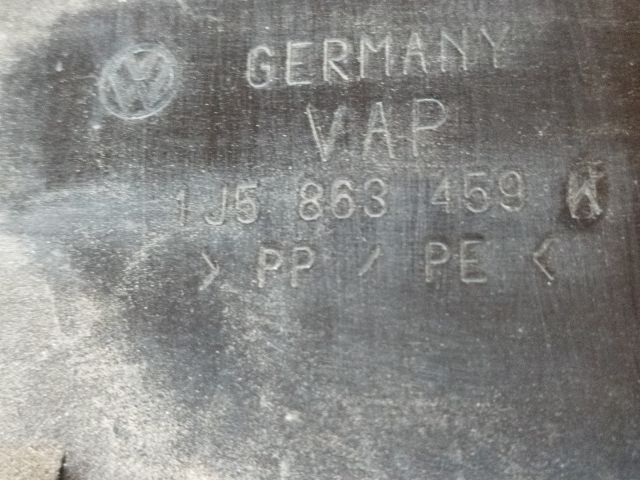 GERMANY
VAP
1J5 863 459
> PP / PE <